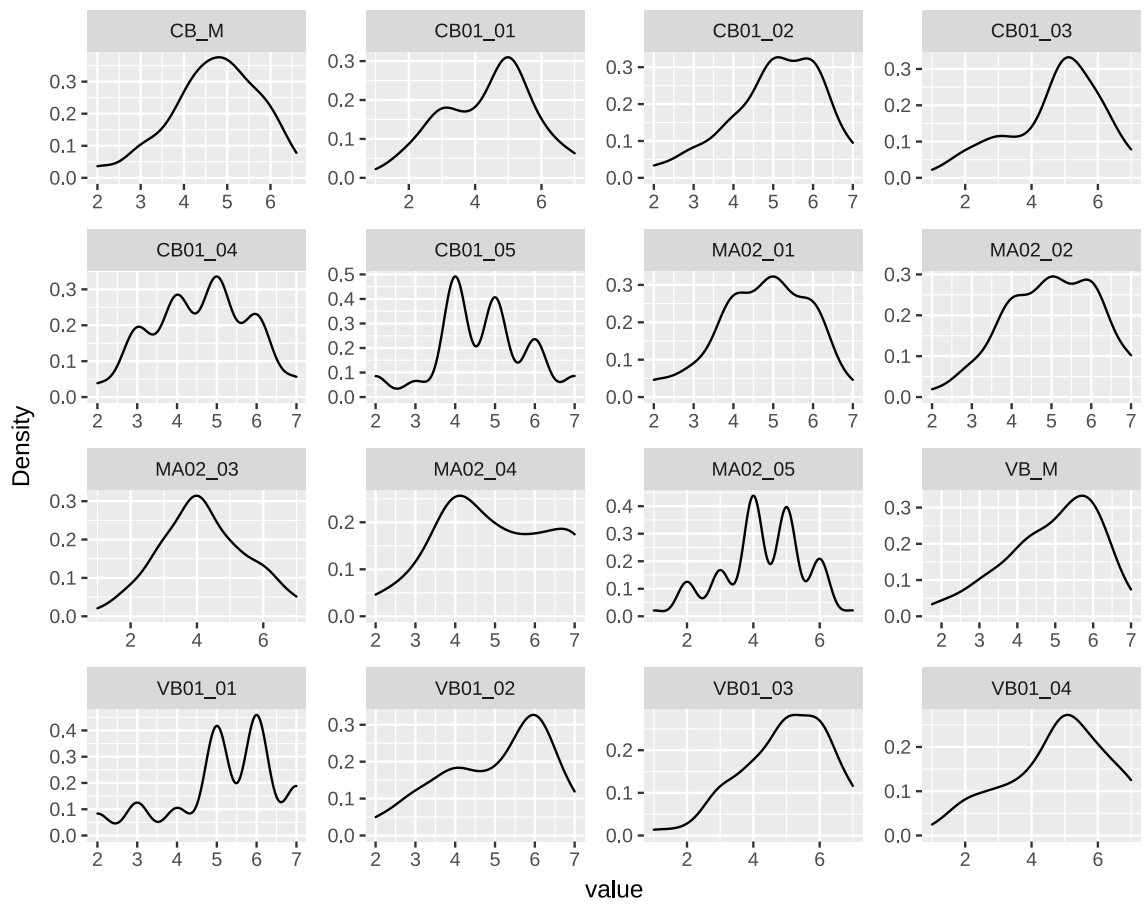 CB_M CB01_01 CB01_02 CB01_03
0.3 0.3 0.3 0.3
0.2 0.2 0.2 0.2
0.1 0.1 0.1 0.1
0.0 0.0 0.0 0.0
2 3 4 5 6 2 4 6 2 3 4 5 6 7 2 4 6
CB01_04 CB01_05 MA02_01 MA02_02
0.3 0.5 0.3 0.3
0.2 0.4 0.2 0.2
0.1 0.3 0.1 0.1
0.0 0.2 0.0 0.0
0.1
0.0
2 3 4 5 6 7 2 3 4 5 6 7 2 3 4 5 6 7 2 3 4 5 6 7
Density
MA02_03 MA02_04 MA02_05 VB_M
0.3 0.2 0.4 0.3
0.2 0.1 0.3 0.2
0.1 0.0 0.2 0.1
0.0 0.1 0.0
0.0
2 4 6 2 3 4 5 6 7 2 4 6 2 3 4 5 6 7
VB01_01 VB01_02 VB01_03 VB01_04
0.4 0.3 0.2 0.2
0.3 0.2 0.1 0.1
0.2 0.1 0.0 0.0
0.1 0.0
0.0
2 3 4 5 6 7 2 3 4 5 6 7 2 4 6 2 4 6
value